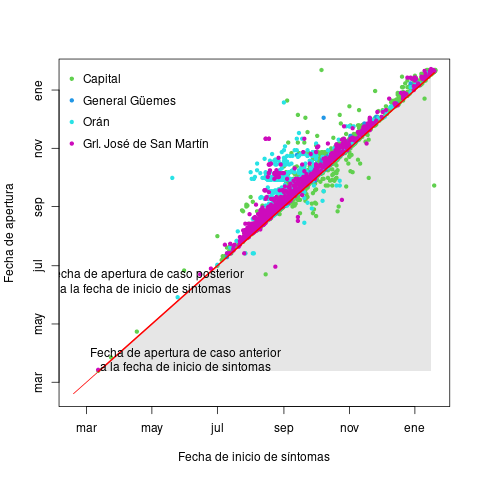 Capital
General Güemes
Orán
Grl. José de San Martín
echa de apertura de caso posterior
a la fecha de inicio de síntomas
Fecha de apertura de caso anterior
a la fecha de inicio de síntomas
Fecha de apertura
mar
may
jul
sep
nov
ene
mar
may
jul
sep
nov
ene
Fecha de inicio de síntomas